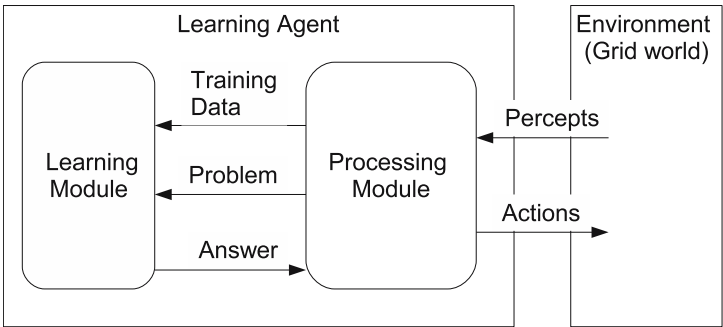 Learning Agent
Environment
(Grid world)
Training
Data
Percepts
Learning
Module
Processing
Module
Problem
Actions
Answer